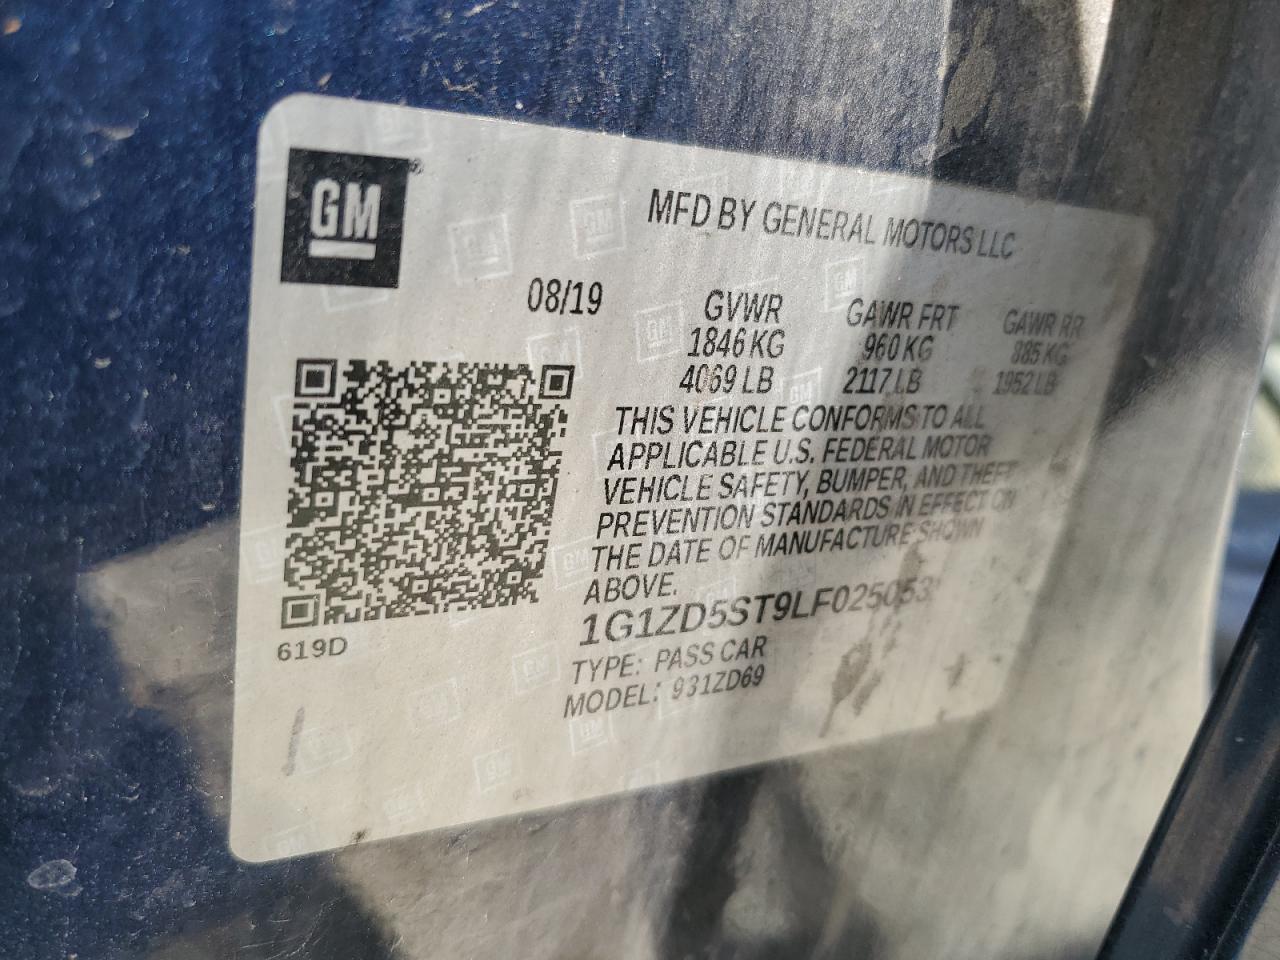 GM
MFD BY GENERAL MOTORS LLC
08/19
GVWR GAWR FRT GAWR RR
1846 KG 960 KG 885 KG
4069 LB 2117 LB 1952 LB
THIS VEHICLE CONFORMS TO ALL
APPLICABLE U.S. FEDERAL MOTOR
VEHICLE SAFETY, BUMPER, AND THEFT
PREVENTION STANDARDS IN EFFECT ON
THE DATE OF MANUFACTURE SHOWN
ABOVE.
TYPE: PASS CAR
MODEL: 931ZD69
619D